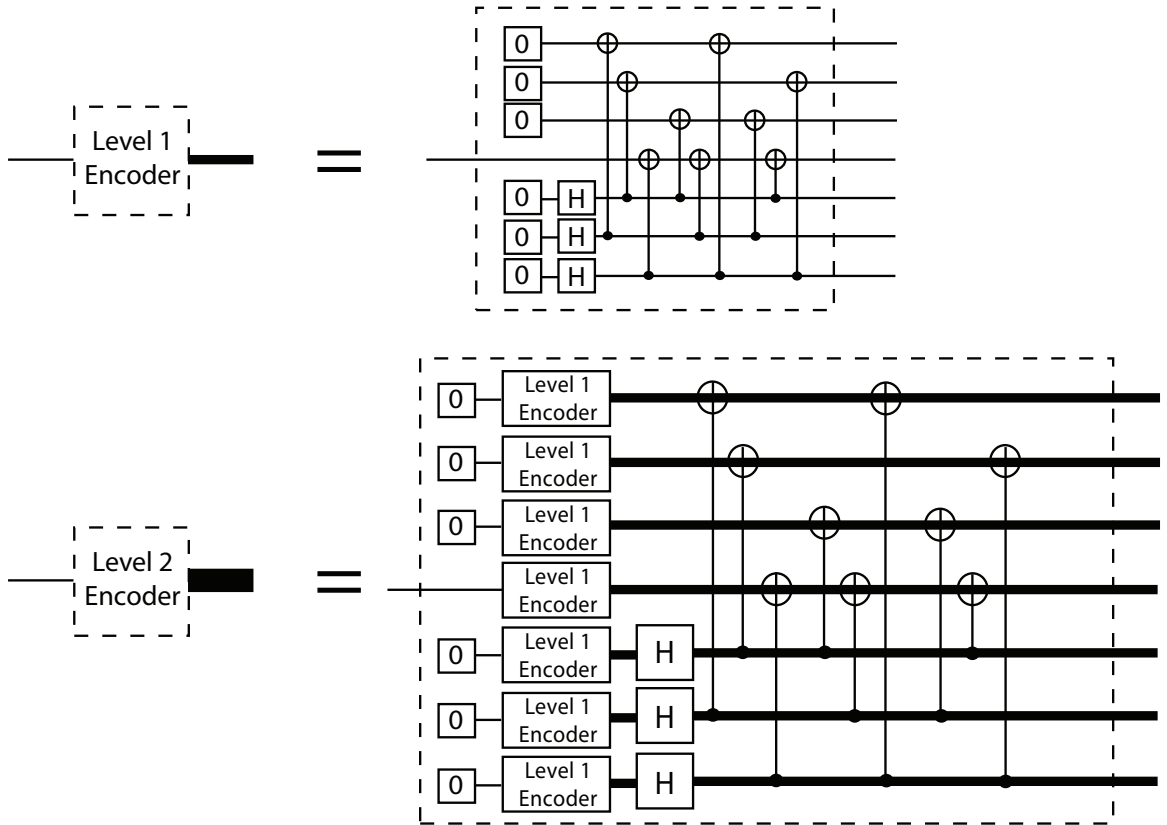 Level 1
Encoder
=
0
0
0
0
H
0
H
0
H
Level 2
Encoder
=
0
Level 1
Encoder
0
Level 1
Encoder
0
Level 1
Encoder
Level 1
Encoder
0
Level 1
Encoder
H
0
Level 1
Encoder
H
0
Level 1
Encoder
H